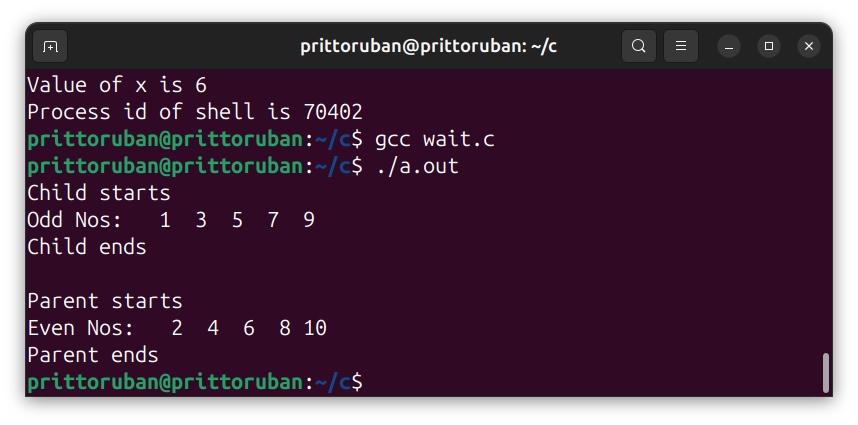 prittoruban@prittoruban: ~/c
Value of x is 6
Process id of shell is 70402
prittoruban@prittoruban:~/c$ gcc wait.c
prittoruban@prittoruban:~/c$ ./a.out
Child starts
Odd Nos:   1  3  5  7  9
Child ends
Parent starts
Even Nos:   2  4  6  8 10
Parent ends
prittoruban@prittoruban:~/c$